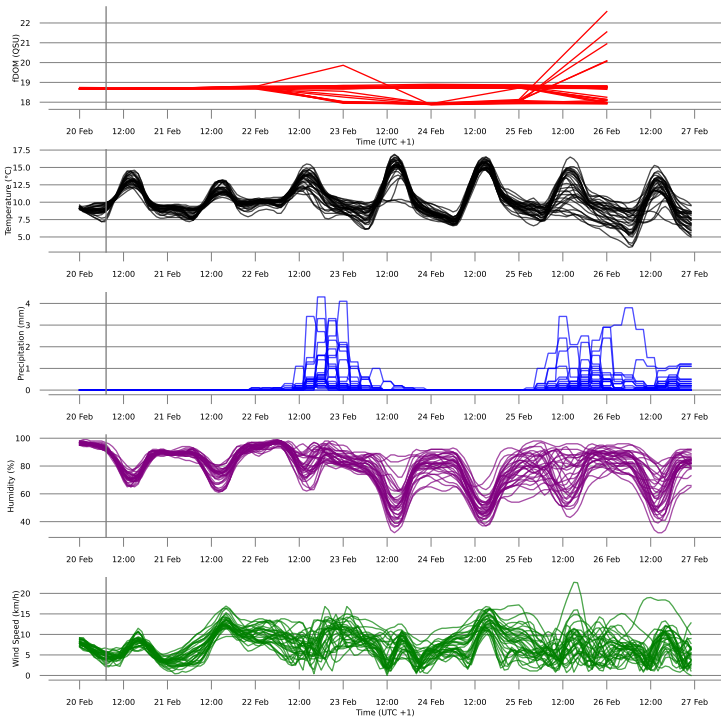 fDOM (QSU)
22
21
20
19
18
20 Feb 12:00 21 Feb 12:00 22 Feb 12:00 23 Feb 12:00 24 Feb 12:00 25 Feb 12:00 26 Feb 12:00 27 Feb
Time (UTC +1)
Temperature (°C)
17.5
15.0
12.5
10.0
7.5
5.0
20 Feb 12:00 21 Feb 12:00 22 Feb 12:00 23 Feb 12:00 24 Feb 12:00 25 Feb 12:00 26 Feb 12:00 27 Feb
Precipitation (mm)
4
3
2
1
0
20 Feb 12:00 21 Feb 12:00 22 Feb 12:00 23 Feb 12:00 24 Feb 12:00 25 Feb 12:00 26 Feb 12:00 27 Feb
Humidity (%)
100
80
60
40
20 Feb 12:00 21 Feb 12:00 22 Feb 12:00 23 Feb 12:00 24 Feb 12:00 25 Feb 12:00 26 Feb 12:00 27 Feb
Wind Speed (km/h)
20
15
10
5
0
20 Feb 12:00 21 Feb 12:00 22 Feb 12:00 23 Feb 12:00 24 Feb 12:00 25 Feb 12:00 26 Feb 12:00 27 Feb
Time (UTC +1)